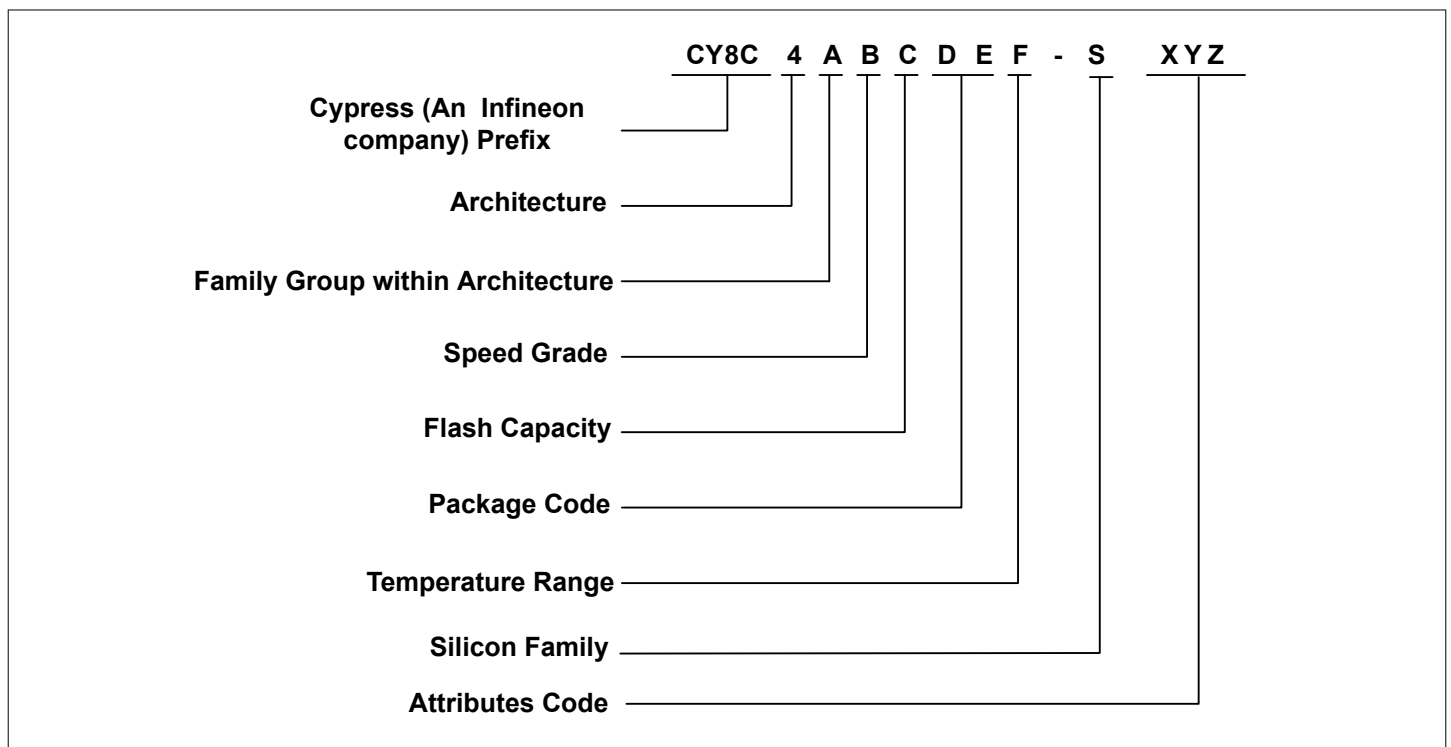 CY8C 4 A B C D E F - S XYZ
Cypress (An Infineon
company) Prefix
Architecture
Family Group within Architecture
Speed Grade
Flash Capacity
Package Code
Temperature Range
Silicon Family
Attributes Code